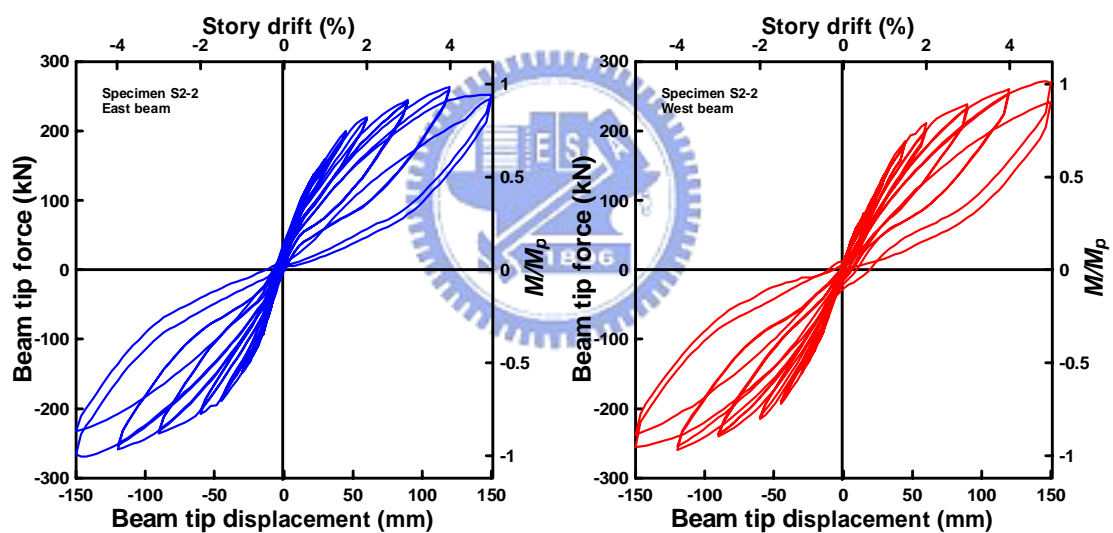 Story drift (%)
-4 -2 0 2 4
300
200
100
0
-100
-200
-300
Beam tip force (kN)
Specimen S2-2
East beam
1
0.5
0
-0.5
-1
M/Mp
-150 -100 -50 0 50 100 150
Beam tip displacement (mm)
Story drift (%)
-4 -2 0 2 4
300
200
100
0
-100
-200
-300
Beam tip force (kN)
Specimen S2-2
West beam
1
0.5
0
-0.5
-1
M/Mp
-150 -100 -50 0 50 100 150
Beam tip displacement (mm)
E S A
1896